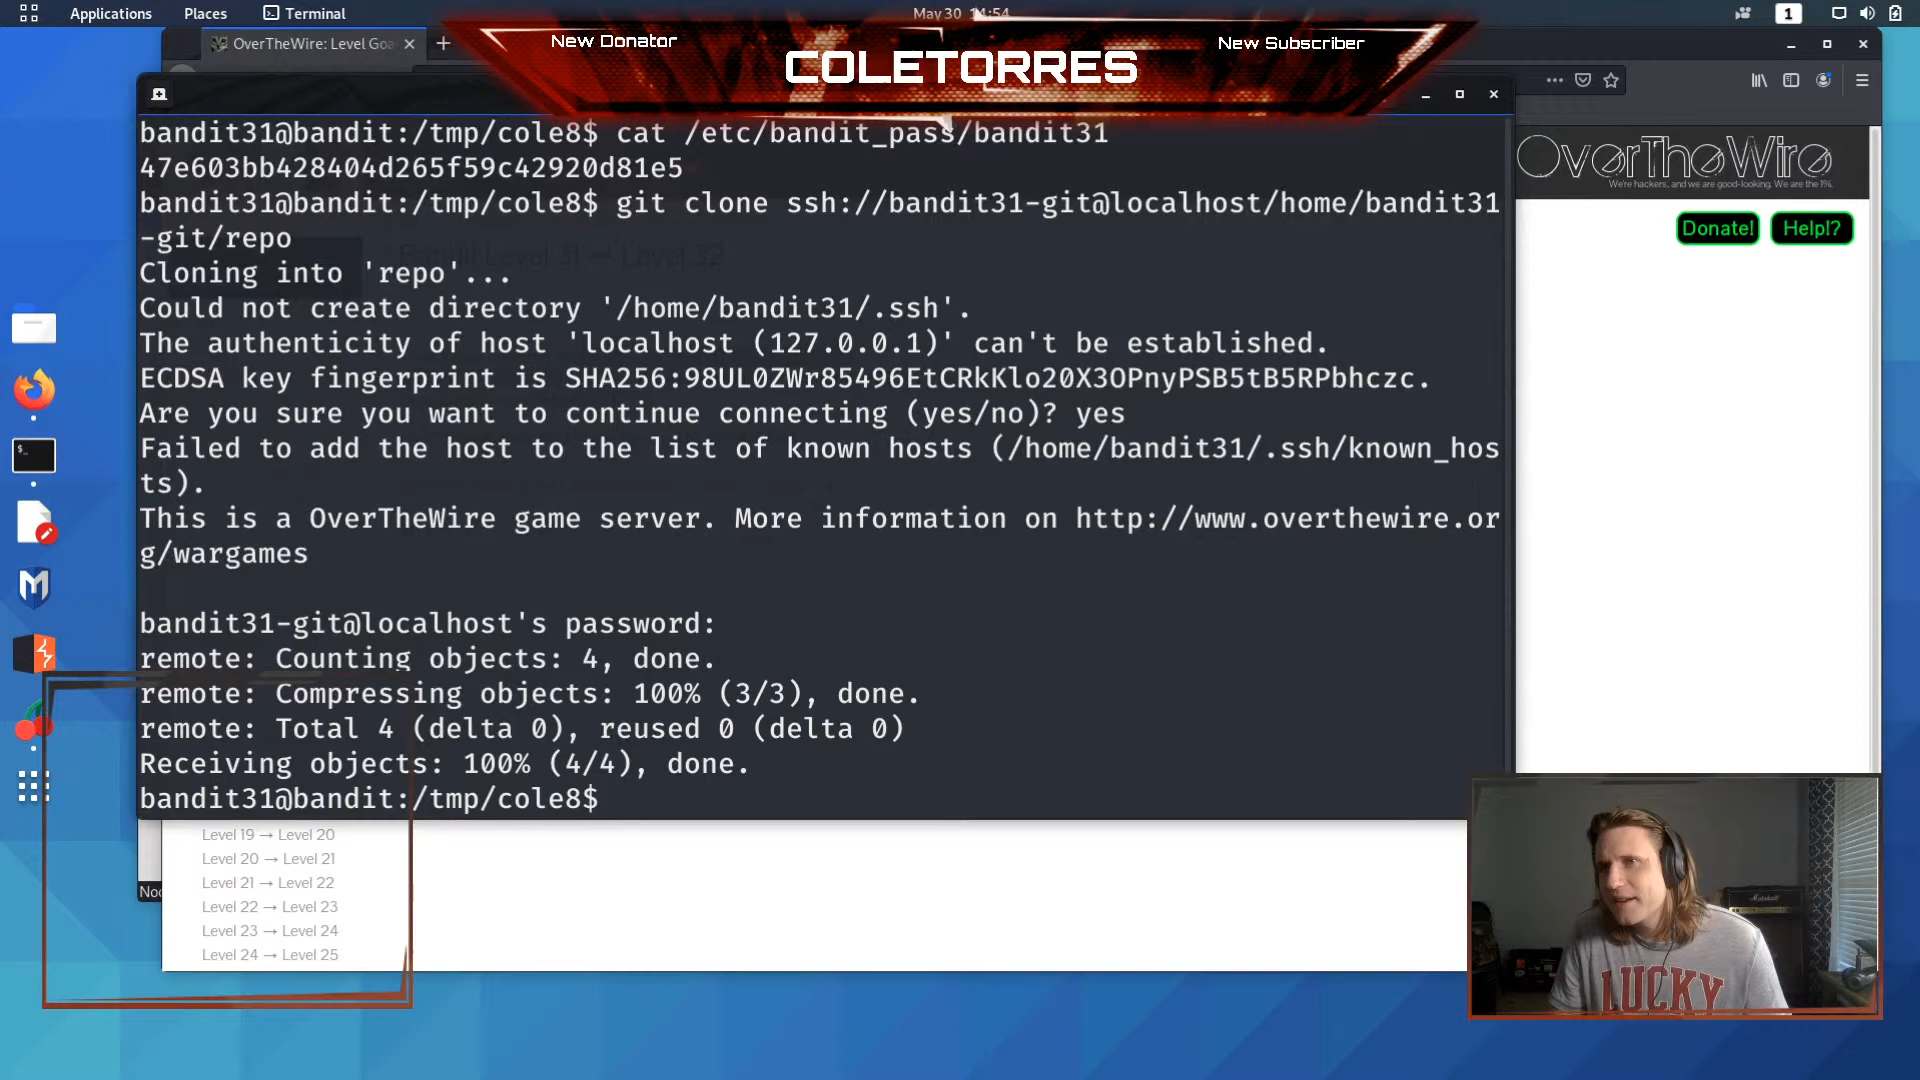 Applications Places Terminal May 30 14:54 1
OverTheWire: Level Goa
New Donator
COLETORRES
New Subscriber
bandit31@bandit:/tmp/cole8$ cat /etc/bandit_pass/bandit31
47e603bb428404d265f59c42920d81e5
bandit31@bandit:/tmp/cole8$ git clone ssh://bandit31-git@localhost/home/bandit31
-git/repo
Bandit Level 31 → Level 32
Cloning into 'repo'...
Could not create directory '/home/bandit31/.ssh'.
The authenticity of host 'localhost (127.0.0.1)' can't be established.
ECDSA key fingerprint is SHA256:98UL0ZWr85496EtCRkKlo20X3OPnyPSB5tB5RPbhczc.
Are you sure you want to continue connecting (yes/no)? yes
Failed to add the host to the list of known hosts (/home/bandit31/.ssh/known_hos
ts).
This is a OverTheWire game server. More information on http://www.overthewire.or
g/wargames
bandit31-git@localhost's password:
remote: Counting objects: 4, done.
remote: Compressing objects: 100% (3/3), done.
remote: Total 4 (delta 0), reused 0 (delta 0)
Receiving objects: 100% (4/4), done.
bandit31@bandit:/tmp/cole8$
OverTheWire
We're hackers, and we are good-looking. We are the 1%.
Donate! Help!?
Level 19 → Level 20
Level 20 → Level 21
Level 21 → Level 22
Level 22 → Level 23
Level 23 → Level 24
Level 24 → Level 25
Marshall
LUCKY